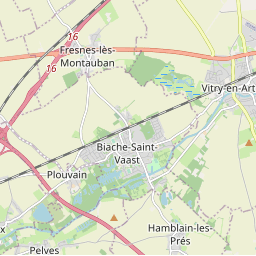 16
Fresnes-lès-
Montauban
16
Vitry-en-Art
Biache-Saint-
Vaast
Plouvain
Hamblain-les-
Prés
Pelves
x